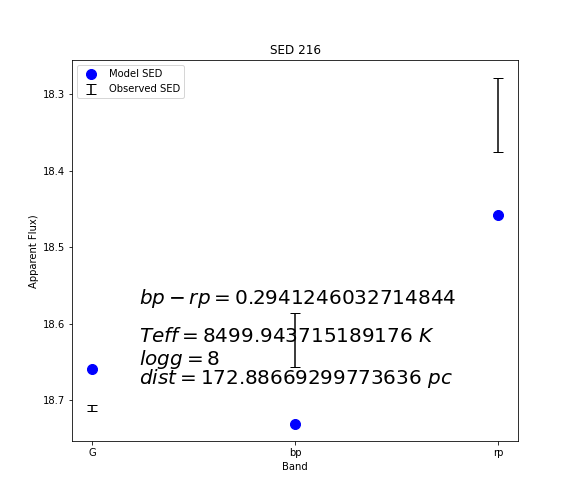 SED 216
Model SED
Observed SED
18.3
18.4
18.5
18.6
18.7
Apparent Flux)
bp − rp = 0.2941246032714844
Teff = 8499.943715189176 K
logg = 8
dist = 172.88669299773636 pc
G
bp
rp
Band